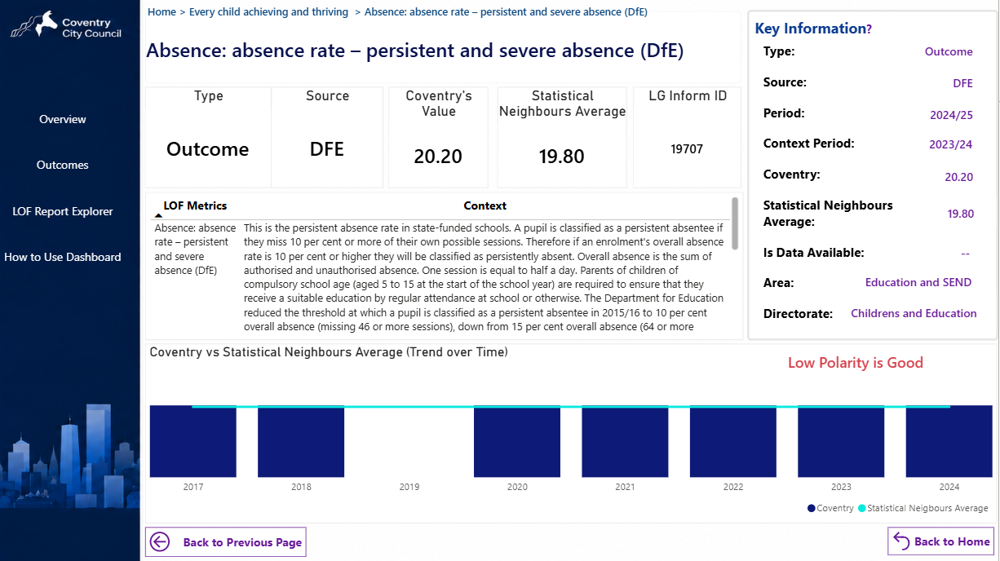 Coventry
City Council
Overview
Outcomes
LOF Report Explorer
How to Use Dashboard
Home > Every child achieving and thriving > Absence: absence rate – persistent and severe absence (DfE)
Absence: absence rate – persistent and severe absence (DfE)
Type
Outcome
Source
DFE
Coventry's
Value
20.20
Statistical
Neighbours Average
19.80
LG Inform ID
19707
LOF Metrics
Context
Absence: absence
rate – persistent
and severe
absence (DfE)
This is the persistent absence rate in state-funded schools. A pupil is classified as a persistent absentee if
they miss 10 per cent or more of their own possible sessions. Therefore if an enrolment's overall absence
rate is 10 per cent or higher they will be classified as persistently absent. Overall absence is the sum of
authorised and unauthorised absence. One session is equal to half a day. Parents of children of
compulsory school age (aged 5 to 15 at the start of the school year) are required to ensure that they
receive a suitable education by regular attendance at school or otherwise. The Department for Education
reduced the threshold at which a pupil is classified as a persistent absentee in 2015/16 to 10 per cent
overall absence (missing 46 or more sessions), down from 15 per cent overall absence (64 or more
Key Information?
Type: Outcome
Source: DFE
Period: 2024/25
Context Period: 2023/24
Coventry: 20.20
Statistical Neighbours
Average: 19.80
Is Data Available: --
Area: Education and SEND
Directorate: Childrens and Education
Coventry vs Statistical Neighbours Average (Trend over Time)
Low Polarity is Good
2017 2018 2019 2020 2021 2022 2023 2024
Coventry Statistical Neigbours Average
Back to Previous Page
Back to Home